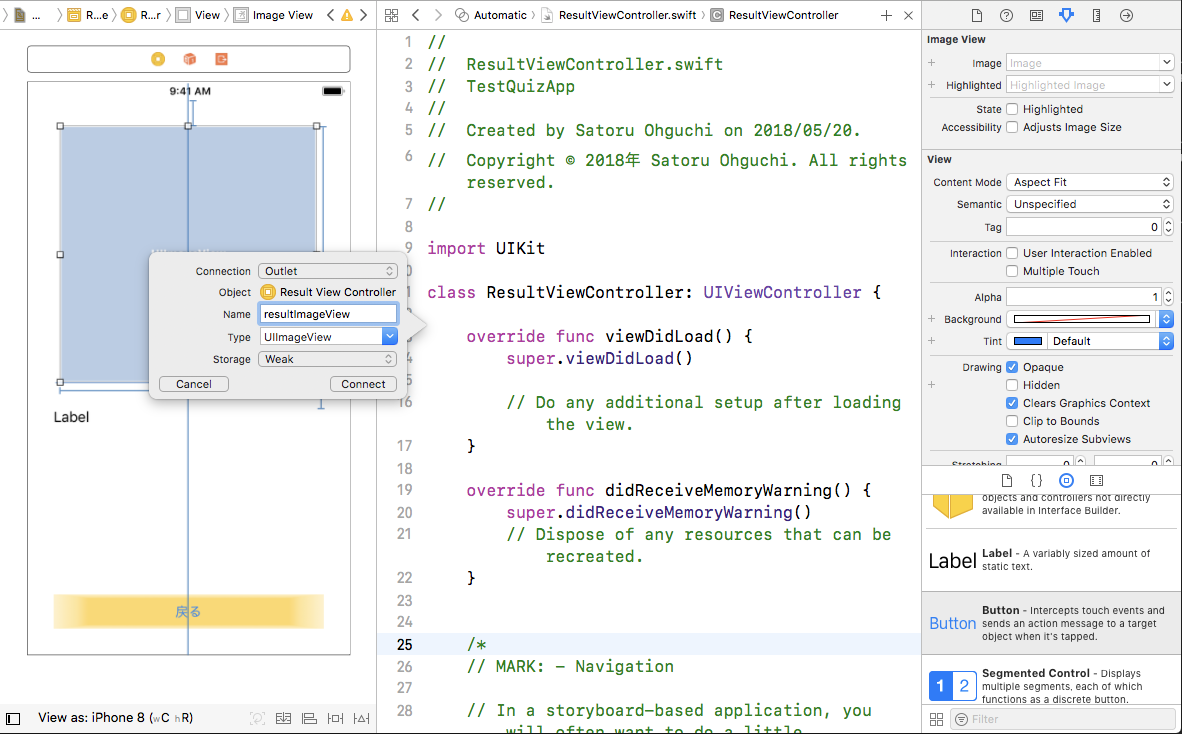 ... R...e R...r View Image View
Automatic ResultViewController.swift ResultViewController
9:41 AM
Label
戻る
View as: iPhone 8 (wC hR)
Connection Outlet
Object Result View Controller
Name resultImageView
Type UIImageView
Storage Weak
Cancel Connect
1 //
2 // ResultViewController.swift
3 // TestQuizApp
4 //
5 // Created by Satoru Ohguchi on 2018/05/20.
6 // Copyright © 2018年 Satoru Ohguchi. All rights
reserved.
7 //
8
9 import UIKit
0
1 class ResultViewController: UIViewController {
override func viewDidLoad() {
4 super.viewDidLoad()
5
16 // Do any additional setup after loading
the view.
17 }
18
19 override func didReceiveMemoryWarning() {
20 super.didReceiveMemoryWarning()
21 // Dispose of any resources that can be
recreated.
22 }
23
24
25 /*
26 // MARK: - Navigation
27
28 // In a storyboard-based application, you
will often want to do a little
Image View
Image Image
Highlighted Highlighted Image
State Highlighted
Accessibility Adjusts Image Size
View
Content Mode Aspect Fit
Semantic Unspecified
Tag 0
Interaction User Interaction Enabled
Multiple Touch
Alpha 1
Background
Tint Default
Drawing Opaque
Hidden
Clears Graphics Context
Clip to Bounds
Autoresize Subviews
Stretching 0 0
{}
objects and controllers not directly
available in Interface Builder.
Label Label - A variably sized amount of
static text.
Button Button - Intercepts touch events and
sends an action message to a target
object when it's tapped.
1 2 Segmented Control - Displays
multiple segments, each of which
functions as a discrete button.
Filter